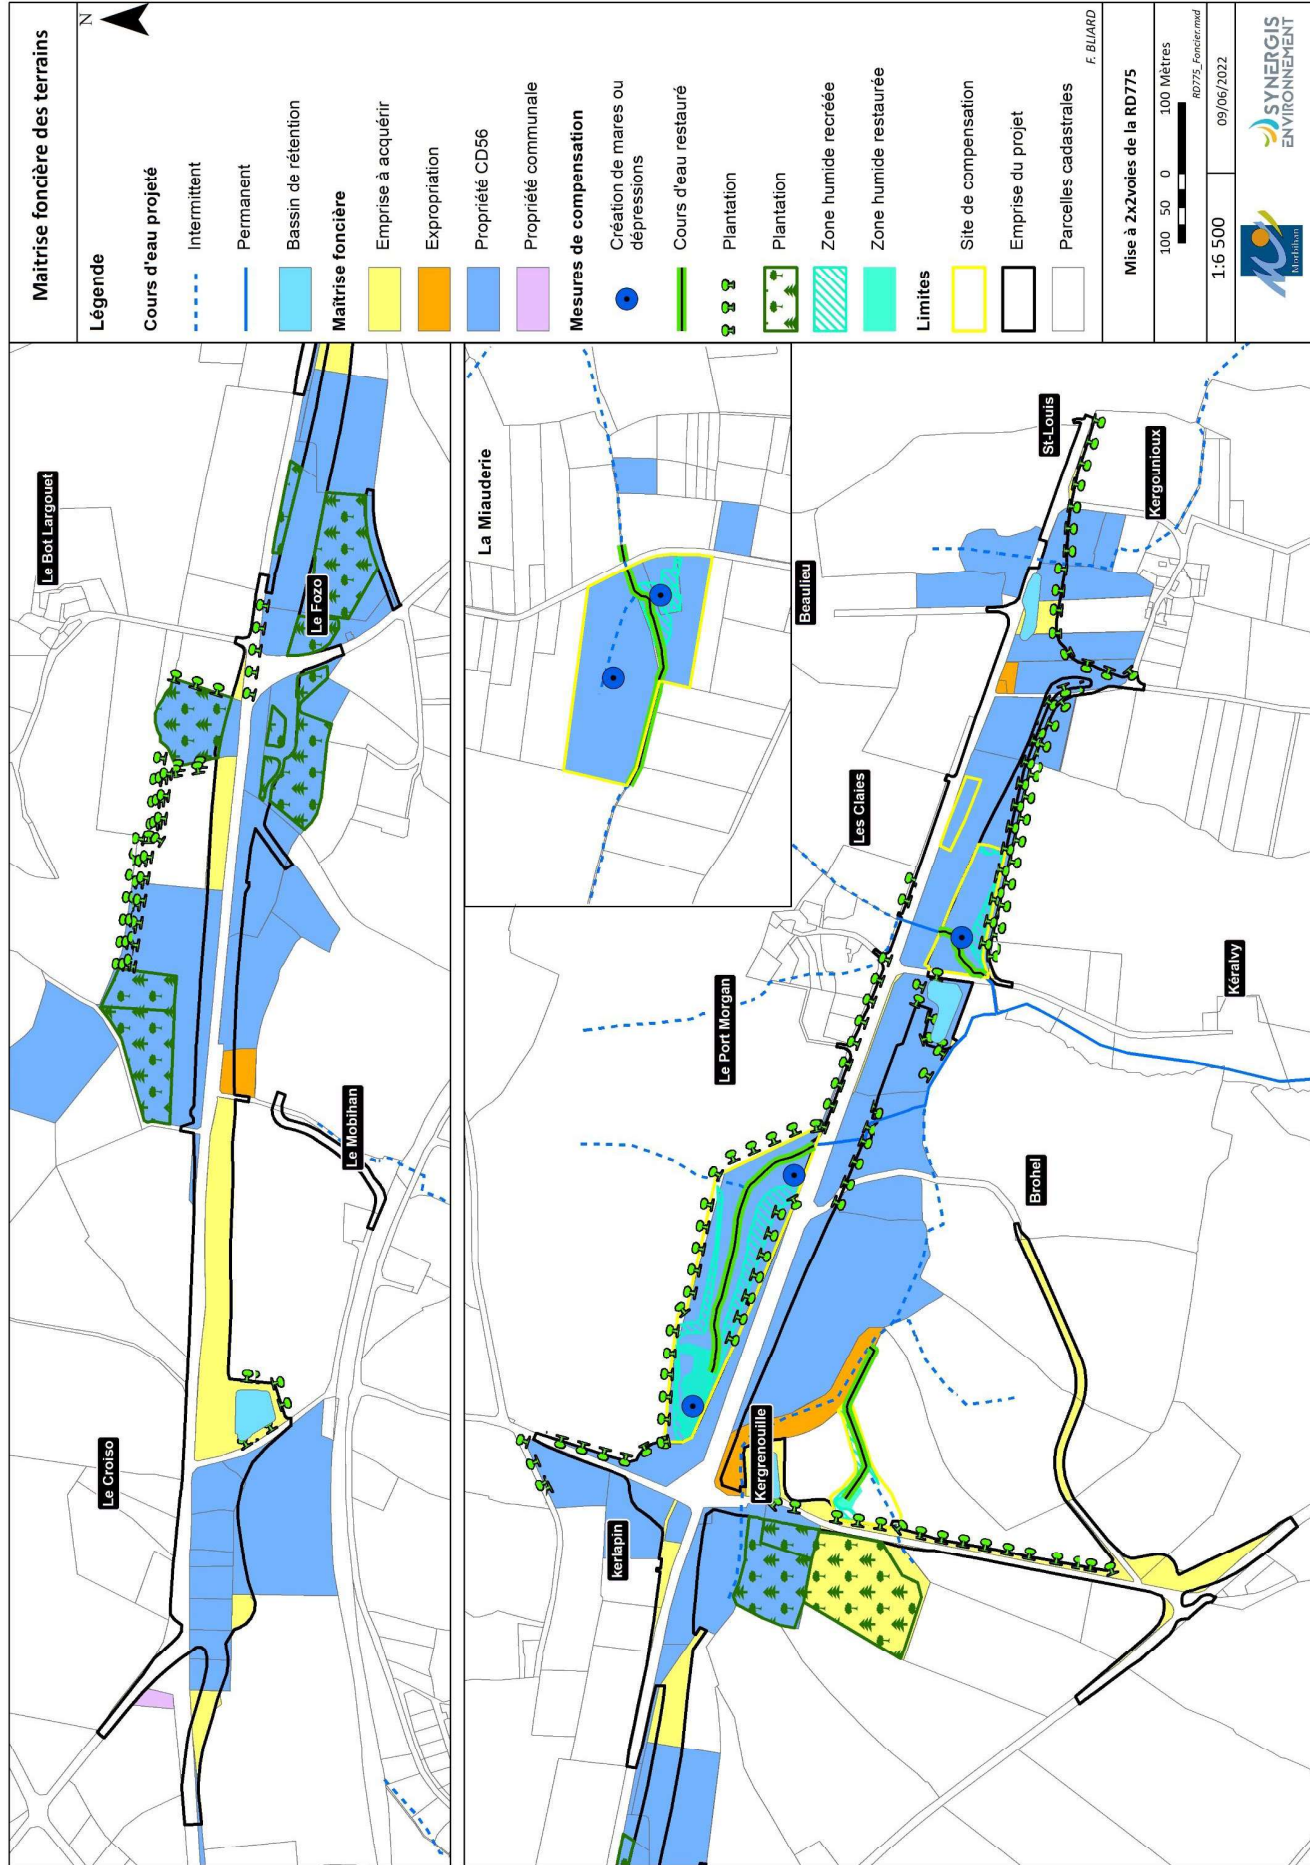 Maitrise foncière des terrains
N
Légende
Cours d'eau projeté
Intermittent
Permanent
Bassin de rétention
Maîtrise foncière
Emprise à acquérir
Expropriation
Propriété CD56
Propriété communale
Mesures de compensation
Création de mares ou
dépressions
Cours d'eau restauré
Plantation
Plantation
Zone humide recréée
Zone humide restaurée
Limites
Site de compensation
Emprise du projet
Parcelles cadastrales
F. BLIARD
Mise à 2x2voles de la RD775
100 50 0 100 Mètres
RD775_Foncier.mxd
1:6 500
09/06/2022
Morbihan
SYNERGIS
ENVIRONNEMENT
Le Croiso
Le Mobihan
Le Bot Largouet
Le Fozo
La Miauderie
kerlapin
Kergrenouille
Brohel
Le Port Morgan
Les Claies
Kéralvy
Beaulieu
St-Louis
Kergounioux